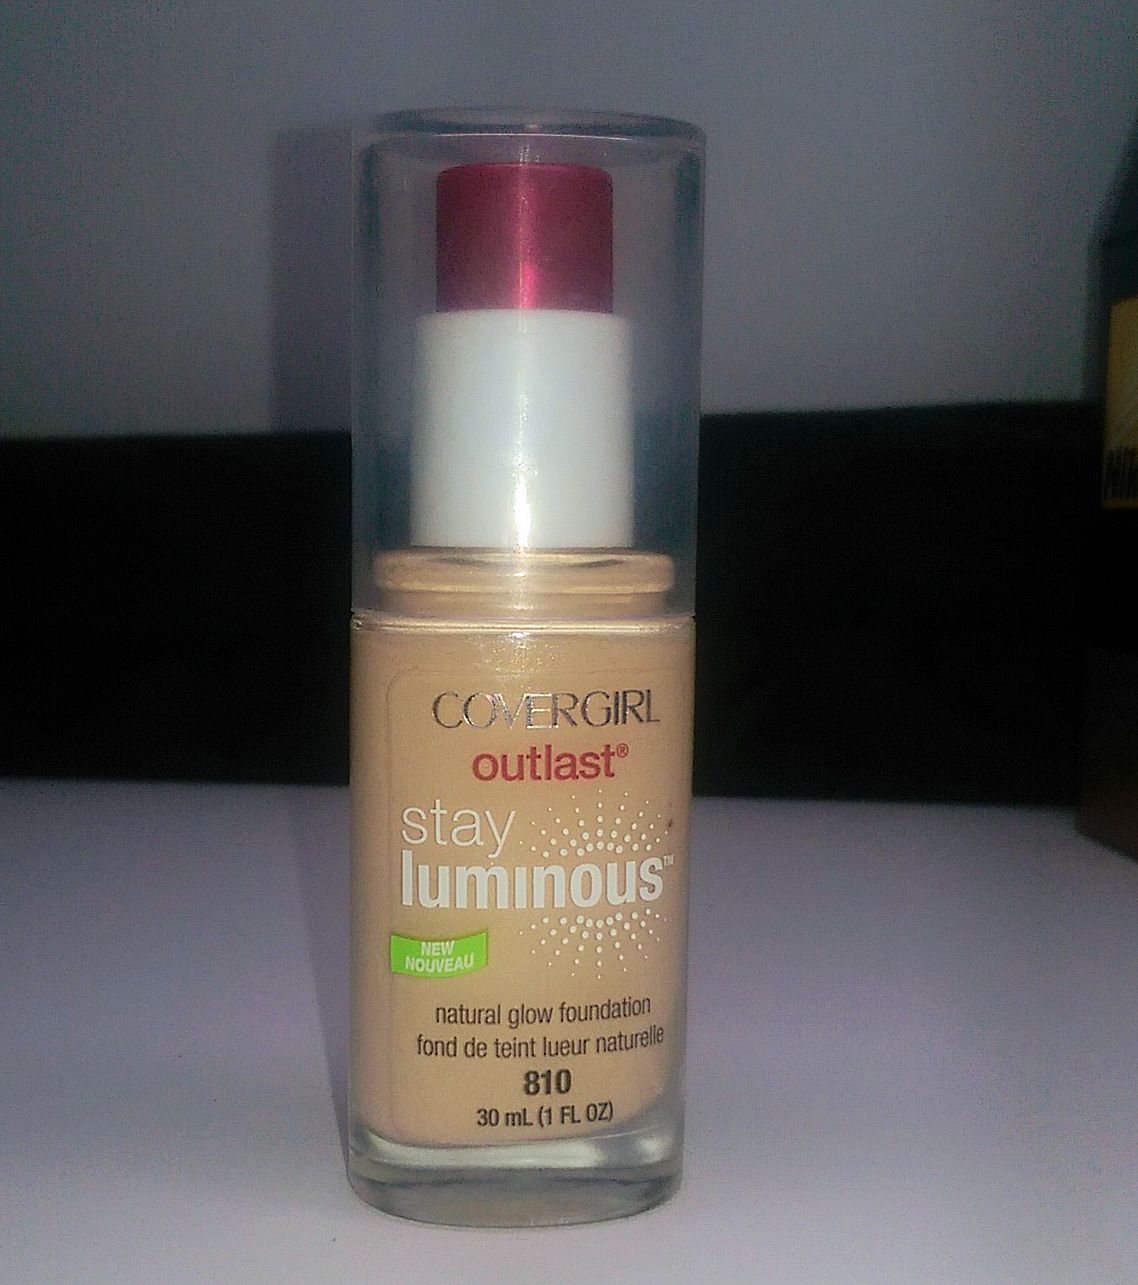 COVERGIRL
outlast®
stay
luminous™
NEW
NOUVEAU
natural glow foundation
fond de teint lueur naturelle
810
30 mL (1 FL OZ)